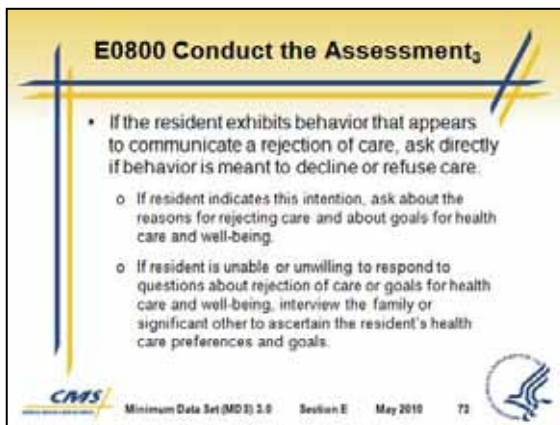 E0800 Conduct the Assessment₃
• If the resident exhibits behavior that appears
to communicate a rejection of care, ask directly
if behavior is meant to decline or refuse care.
o If resident indicates this intention, ask about the
reasons for rejecting care and about goals for health
care and well-being.
o If resident is unable or unwilling to respond to
questions about rejection of care or goals for health
care and well-being, interview the family or
significant other to ascertain the resident's health
care preferences and goals.
CMS
Minimum Data Set (MDS) 3.0 Section E May 2010 73